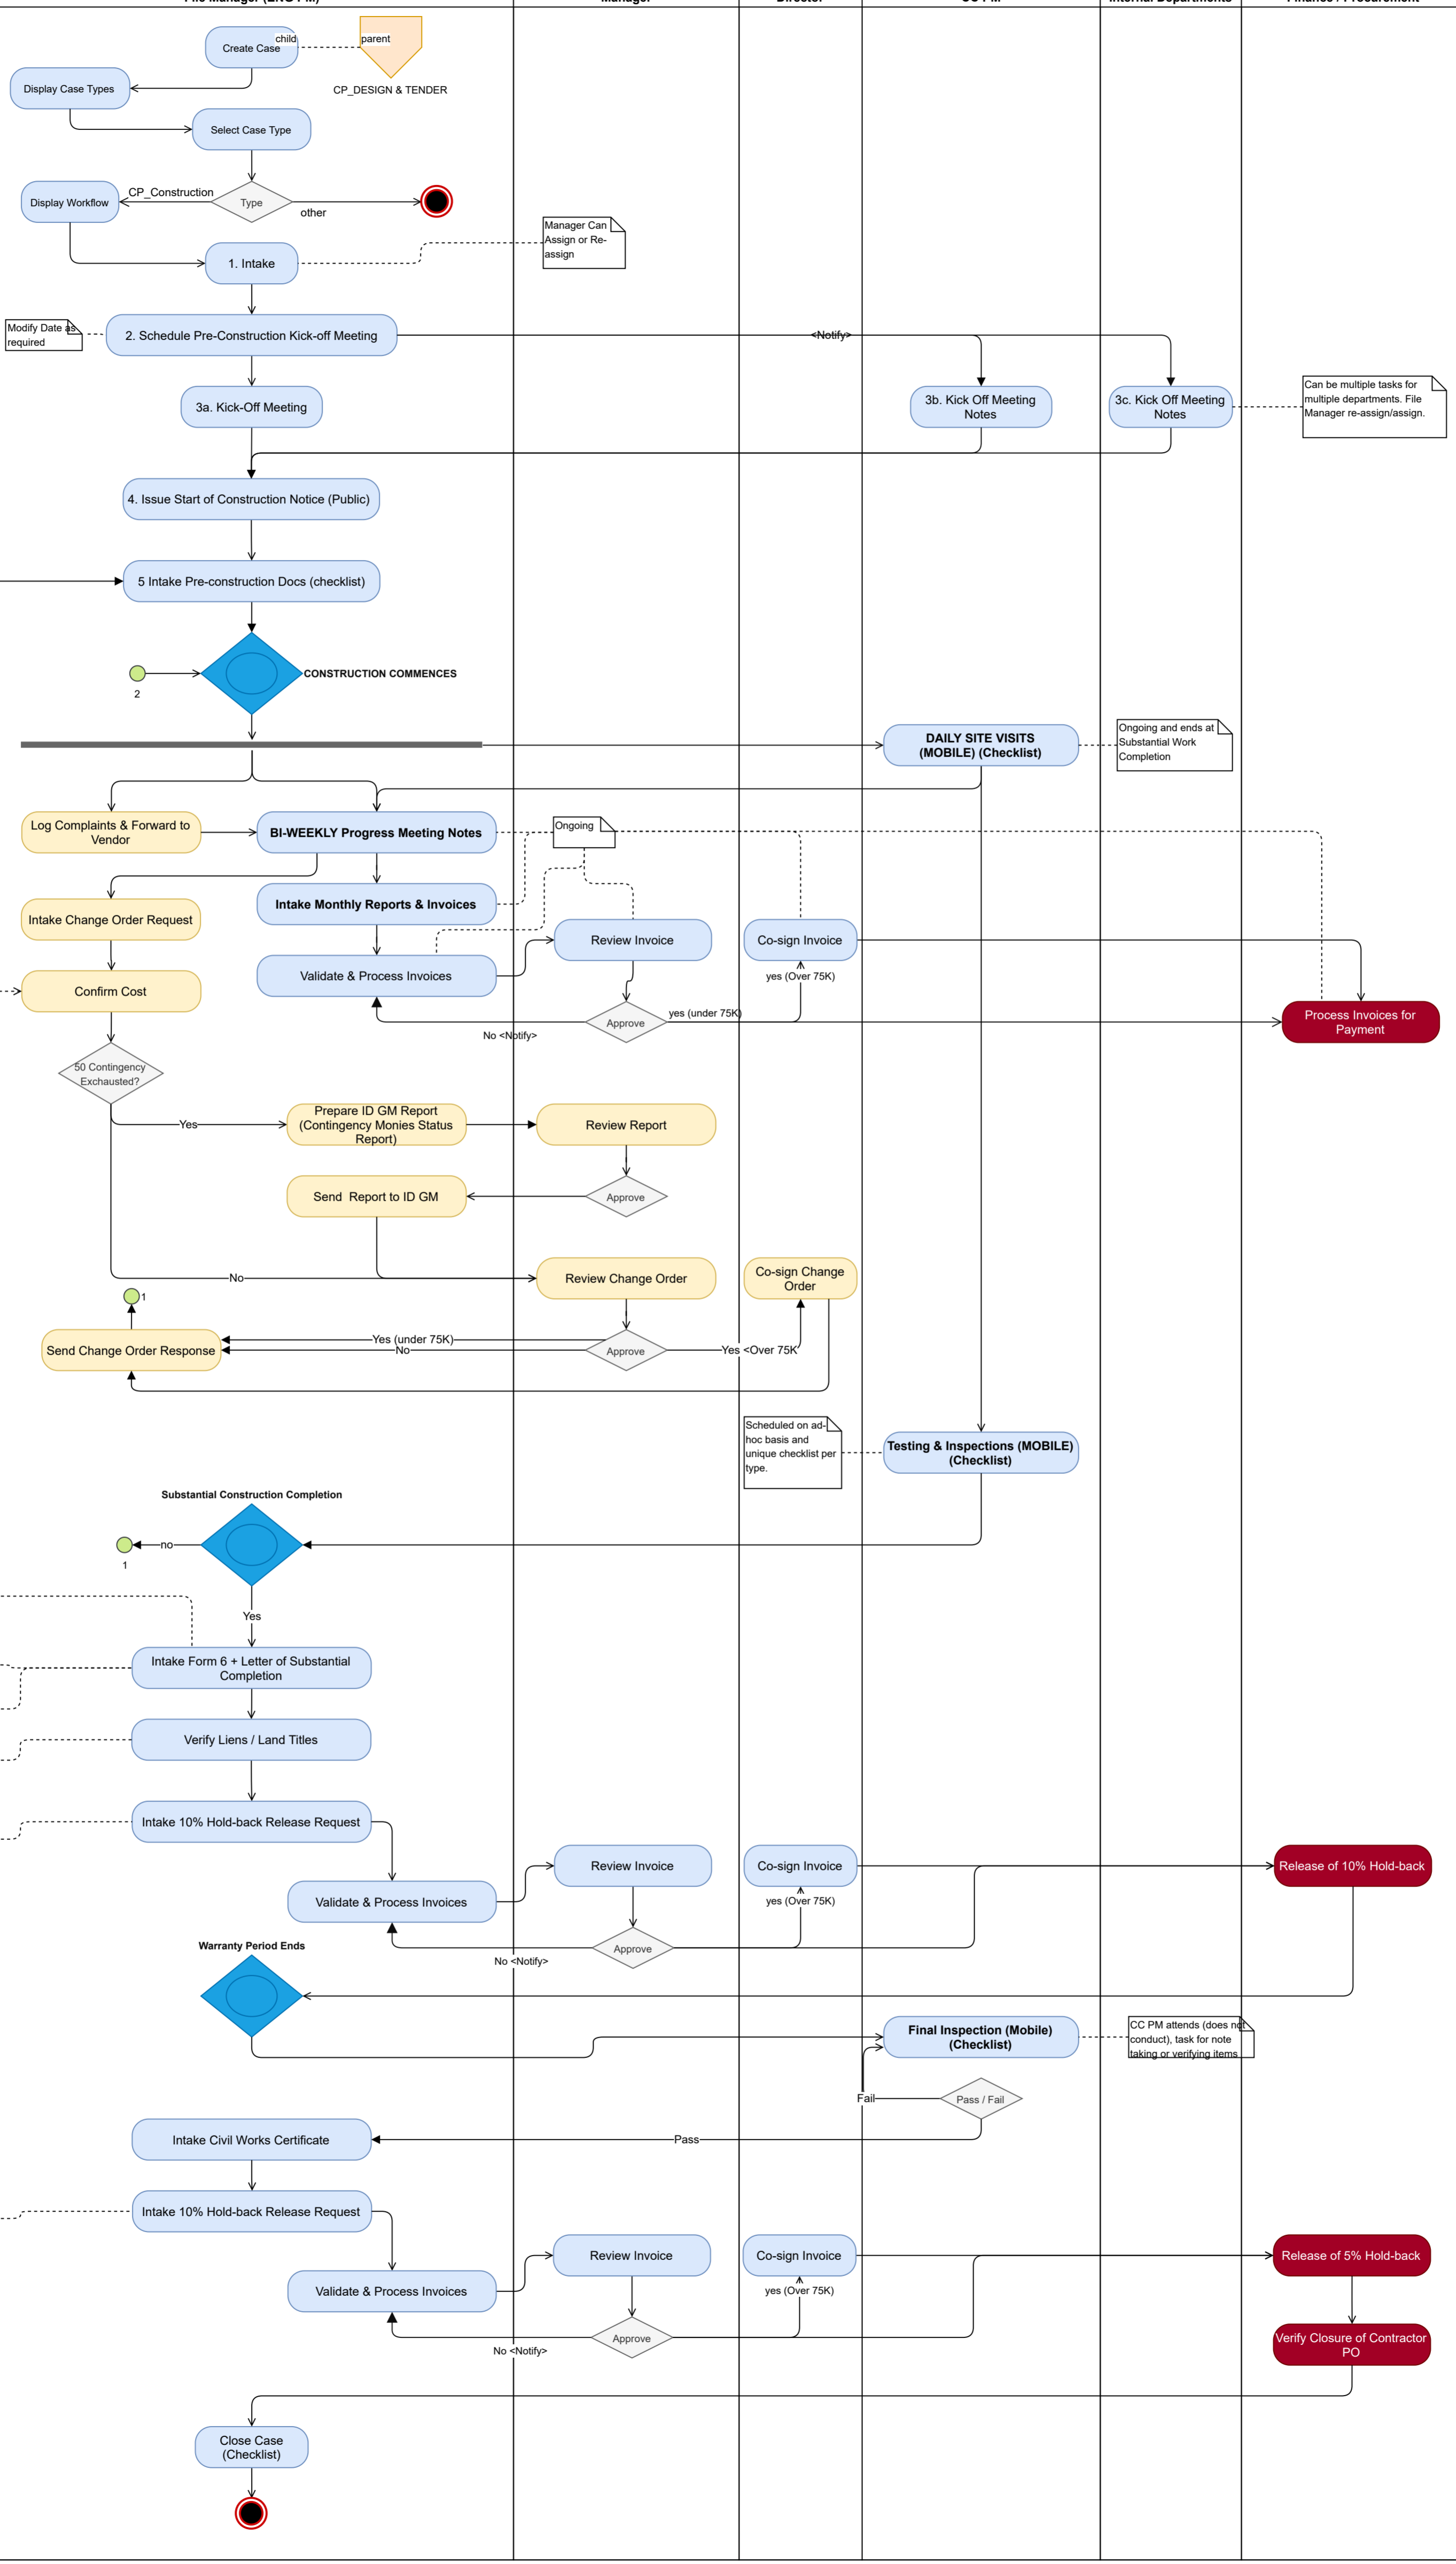 File Manager (ENG PM)
Manager
Director
Internal Departments
Finance / Procurement
Create Case
child
parent
CP_DESIGN & TENDER
Display Case Types
Select Case Type
Display Workflow
CP_Construction
Type
other
Manager Can
Assign or Re-
assign
1. Intake
Modify Date as
required
2. Schedule Pre-Construction Kick-off Meeting
<Notify>
3a. Kick-Off Meeting
3b. Kick Off Meeting
Notes
3c. Kick Off Meeting
Notes
Can be multiple tasks for
multiple departments. File
Manager re-assign/assign.
4. Issue Start of Construction Notice (Public)
5 Intake Pre-construction Docs (checklist)
CONSTRUCTION COMMENCES
2
DAILY SITE VISITS
(MOBILE) (Checklist)
Ongoing and ends at
Substantial Work
Completion
Log Complaints & Forward to
Vendor
BI-WEEKLY Progress Meeting Notes
Ongoing
Intake Change Order Request
Intake Monthly Reports & Invoices
Review Invoice
Co-sign Invoice
Validate & Process Invoices
yes (Over 75K)
Confirm Cost
yes (under 75K)
Approve
No <Notify>
Process Invoices for
Payment
50 Contingency
Exchausted?
Yes
Prepare ID GM Report
(Contingency Monies Status
Report)
Review Report
Send  Report to ID GM
Approve
No
Review Change Order
Co-sign Change
Order
1
Send Change Order Response
Yes (under 75K)
No
Approve
Yes <Over 75K
Scheduled on ad-
hoc basis and
unique checklist per
type.
Testing & Inspections (MOBILE)
(Checklist)
Substantial Construction Completion
no
1
Yes
Intake Form 6 + Letter of Substantial
Completion
Verify Liens / Land Titles
Intake 10% Hold-back Release Request
Review Invoice
Co-sign Invoice
Release of 10% Hold-back
Validate & Process Invoices
yes (Over 75K)
Approve
No <Notify>
Warranty Period Ends
Final Inspection (Mobile)
(Checklist)
CC PM attends (does not
conduct), task for note
taking or verifying items
Fail
Pass / Fail
Intake Civil Works Certificate
Pass
Intake 10% Hold-back Release Request
Review Invoice
Co-sign Invoice
Release of 5% Hold-back
Validate & Process Invoices
yes (Over 75K)
Approve
No <Notify>
Verify Closure of Contractor
PO
Close Case
(Checklist)